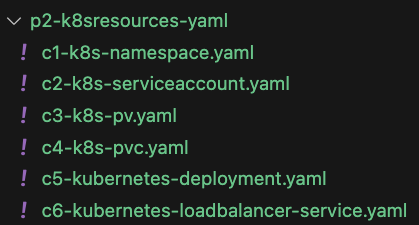 p2-k8sresources-yaml
! c1-k8s-namespace.yaml
! c2-k8s-serviceaccount.yaml
! c3-k8s-pv.yaml
! c4-k8s-pvc.yaml
! c5-kubernetes-deployment.yaml
! c6-kubernetes-loadbalancer-service.yaml